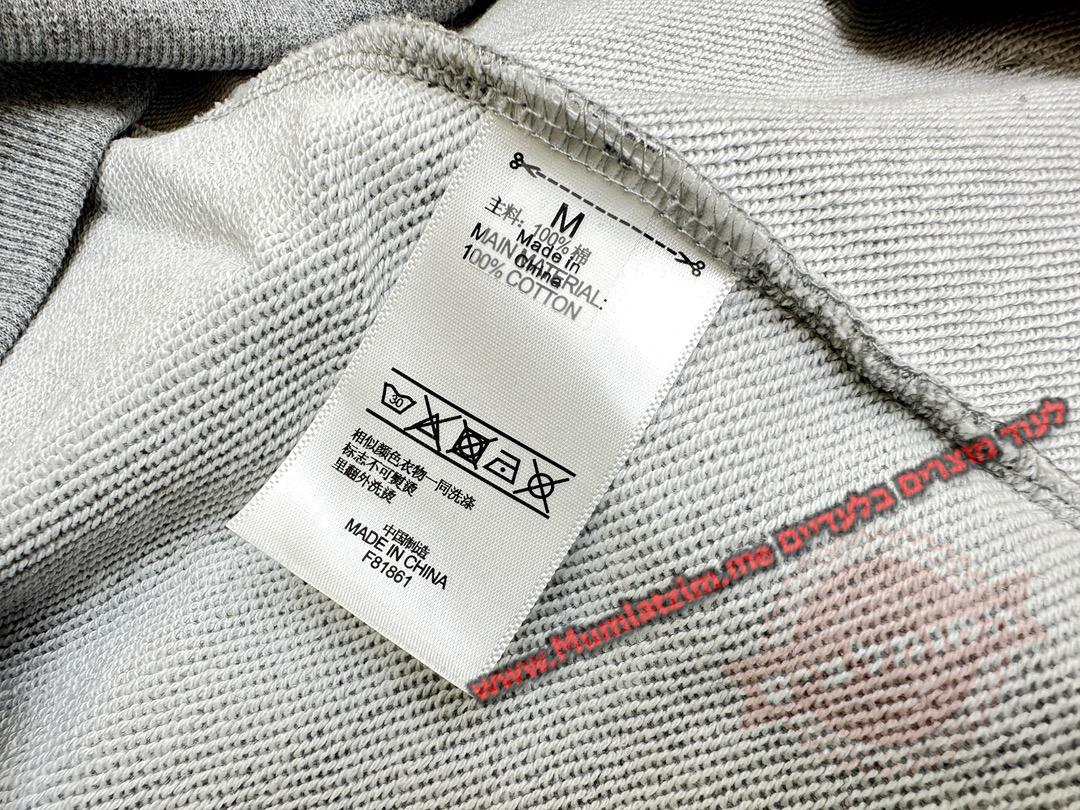 M
主料: 100% 棉
Made in
China
MAIN MATERIAL:
100% COTTON
30
相似颜色衣物一同洗涤
标志不可熨烫
里翻外洗烫
中国制造
MADE IN CHINA
F81861
www.Mumlatzim.me לעוד מוצרים בלעדיים